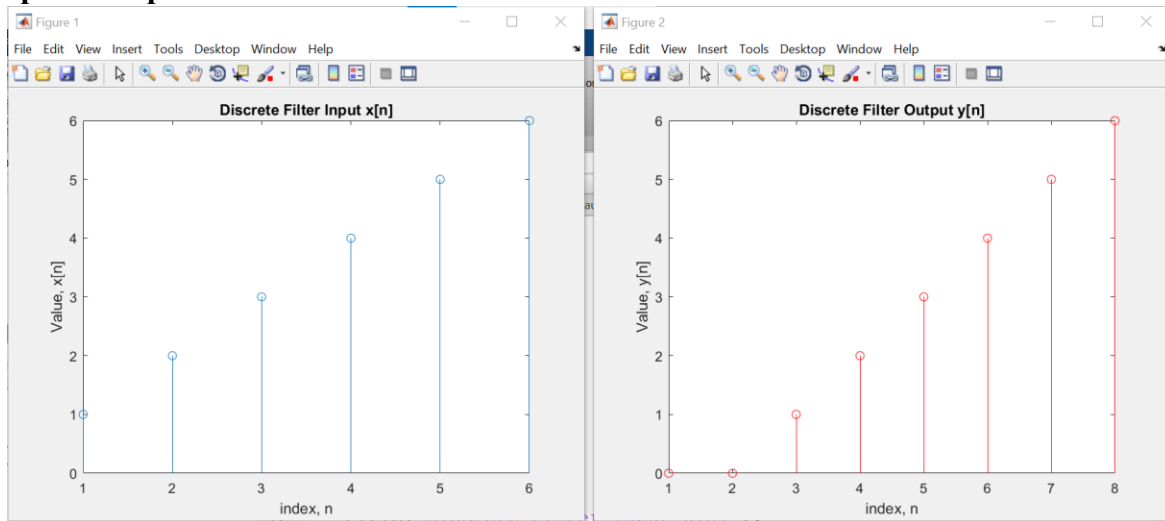 Figure 1
File Edit View Insert Tools Desktop Window Help
Discrete Filter Input x[n]
6
5
4
3
2
1
0
Value, x[n]
1 2 3 4 5 6
index, n
Figure 2
File Edit View Insert Tools Desktop Window Help
Discrete Filter Output y[n]
6
5
4
3
2
1
0
Value, y[n]
1 2 3 4 5 6 7 8
index, n